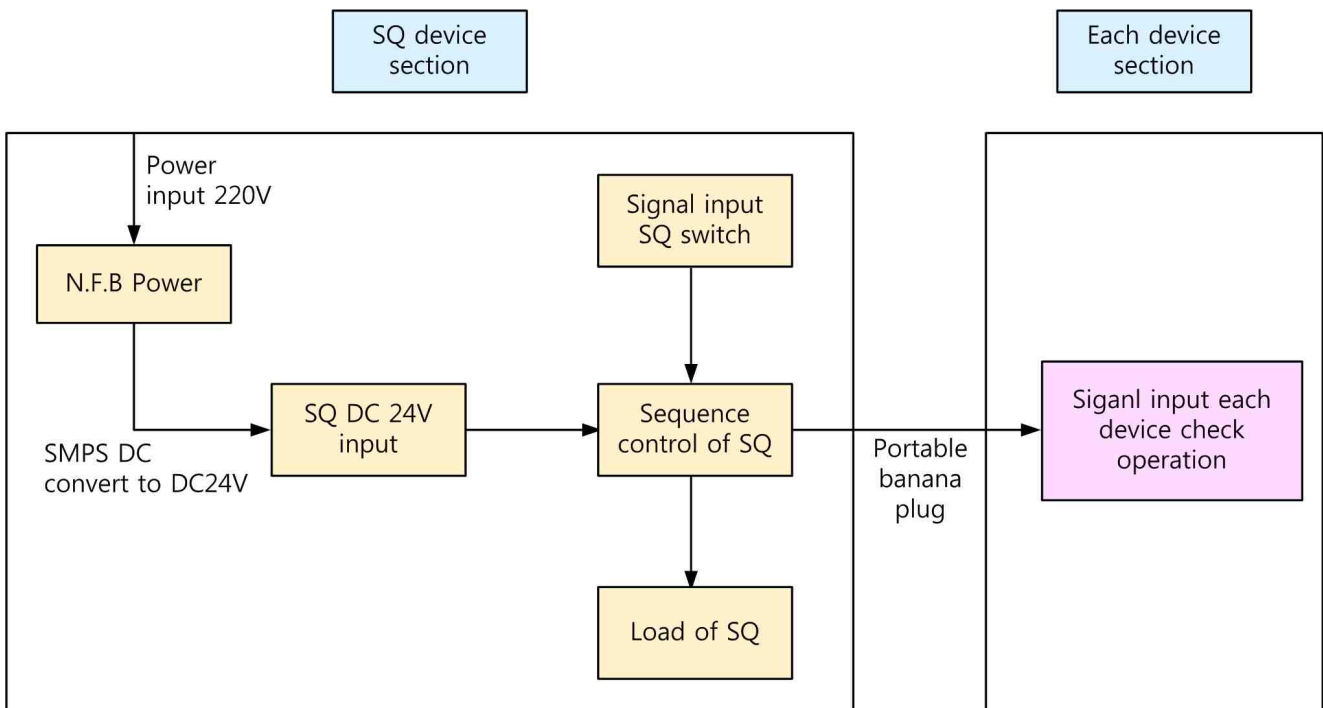 SQ device
section
Each device
section
Power
input 220V
N.F.B Power
SMPS DC
convert to DC24V
SQ DC 24V
input
Signal input
SQ switch
Sequence
control of SQ
Load of SQ
Portable
banana
plug
Siganl input each
device check
operation